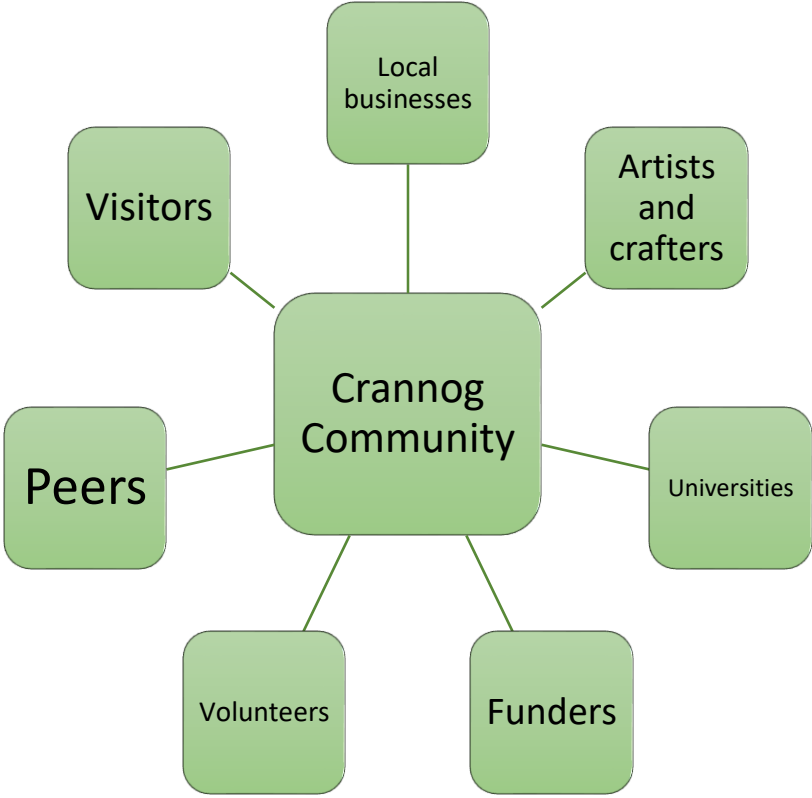 Local
businesses
Visitors
Artists
and
crafters
Crannog
Community
Peers
Universities
Volunteers
Funders